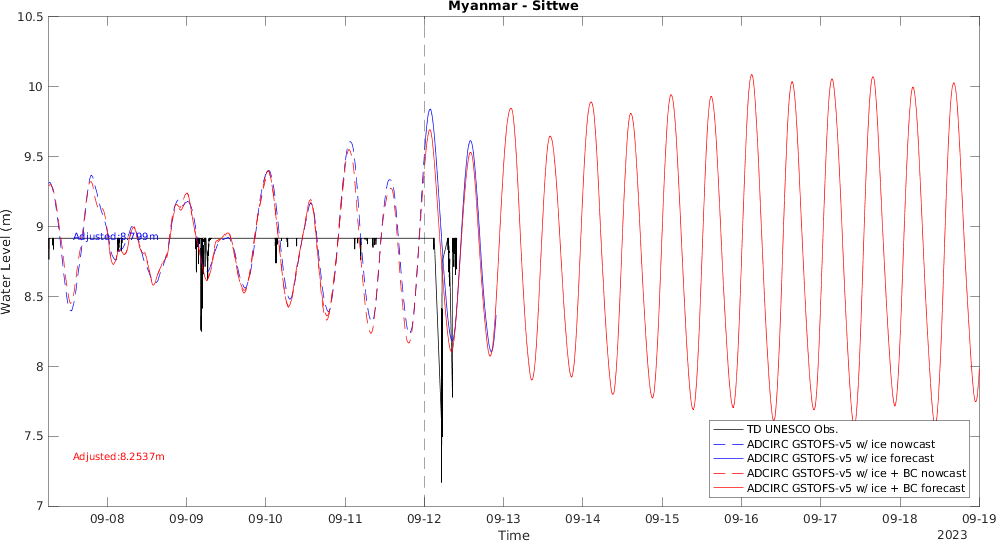 Myanmar - Sittwe
10.5
10
9.5
9
8.5
8
7.5
7
Water Level (m)
Adjusted:8.799m
Adjusted:8.2537m
TD UNESCO Obs.
ADCIRC GSTOFS-v5 w/ ice nowcast
ADCIRC GSTOFS-v5 w/ ice forecast
ADCIRC GSTOFS-v5 w/ ice + BC nowcast
ADCIRC GSTOFS-v5 w/ ice + BC forecast
09-08 09-09 09-10 09-11 09-12 09-13 09-14 09-15 09-16 09-17 09-18 09-19
Time
2023